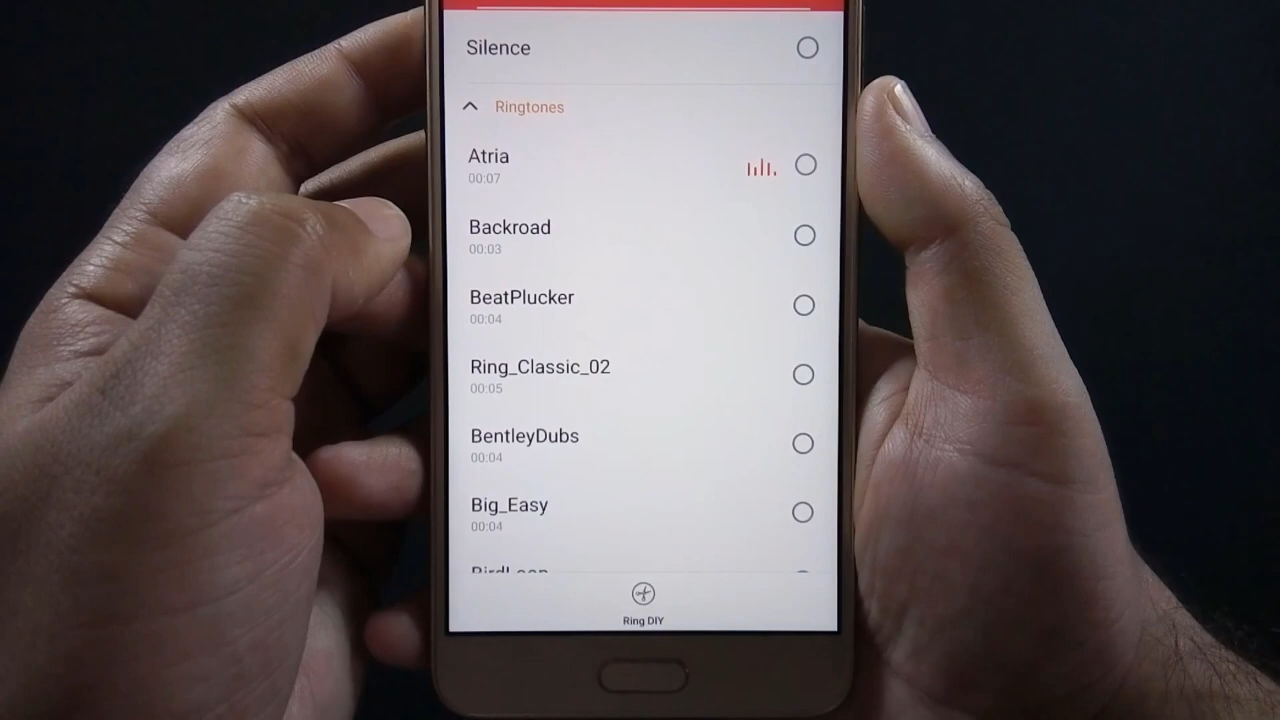 Silence
Ringtones
Atria
00:07
Backroad
00:03
BeatPlucker
00:04
Ring_Classic_02
00:05
BentleyDubs
00:04
Big_Easy
00:04
Ring DIY